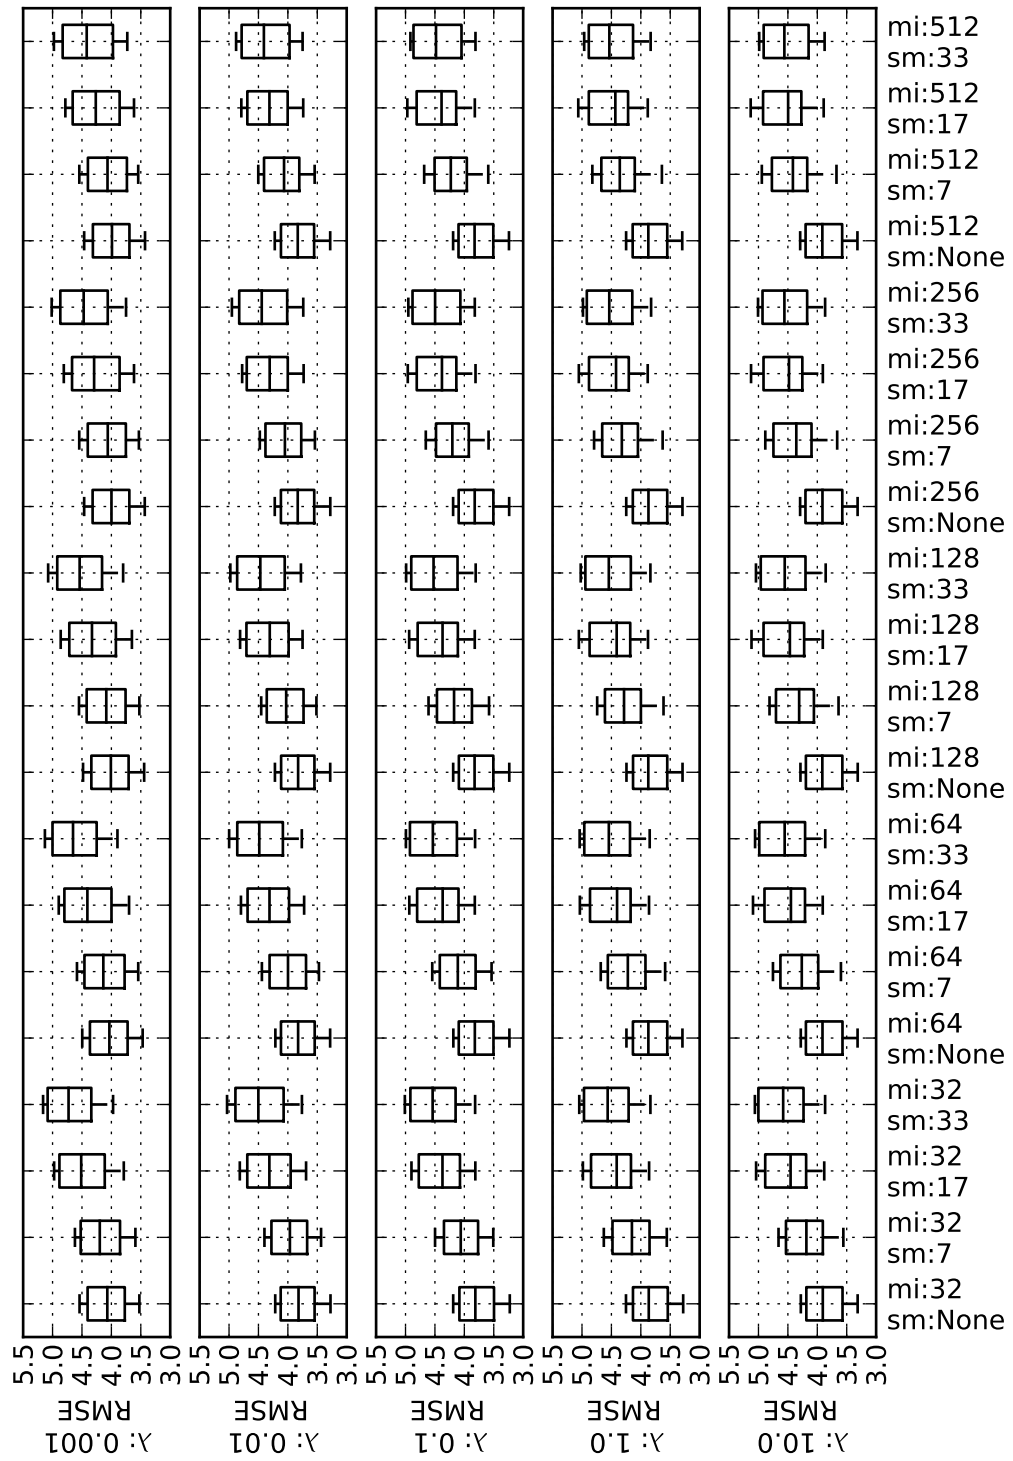 mi:512
sm:33
mi:512
sm:17
mi:512
sm:7
mi:512
sm:None
mi:256
sm:33
mi:256
sm:17
mi:256
sm:7
mi:256
sm:None
mi:128
sm:33
mi:128
sm:17
mi:128
sm:7
mi:128
sm:None
mi:64
sm:33
mi:64
sm:17
mi:64
sm:7
mi:64
sm:None
mi:32
sm:33
mi:32
sm:17
mi:32
sm:7
mi:32
sm:None
5.5
5.0
4.5
4.0
3.5
3.0
RMSE
λ: 0.001
5.5
5.0
4.5
4.0
3.5
3.0
RMSE
λ: 0.01
5.5
5.0
4.5
4.0
3.5
3.0
RMSE
λ: 0.1
5.5
5.0
4.5
4.0
3.5
3.0
RMSE
λ: 1.0
5.5
5.0
4.5
4.0
3.5
3.0
RMSE
λ: 10.0